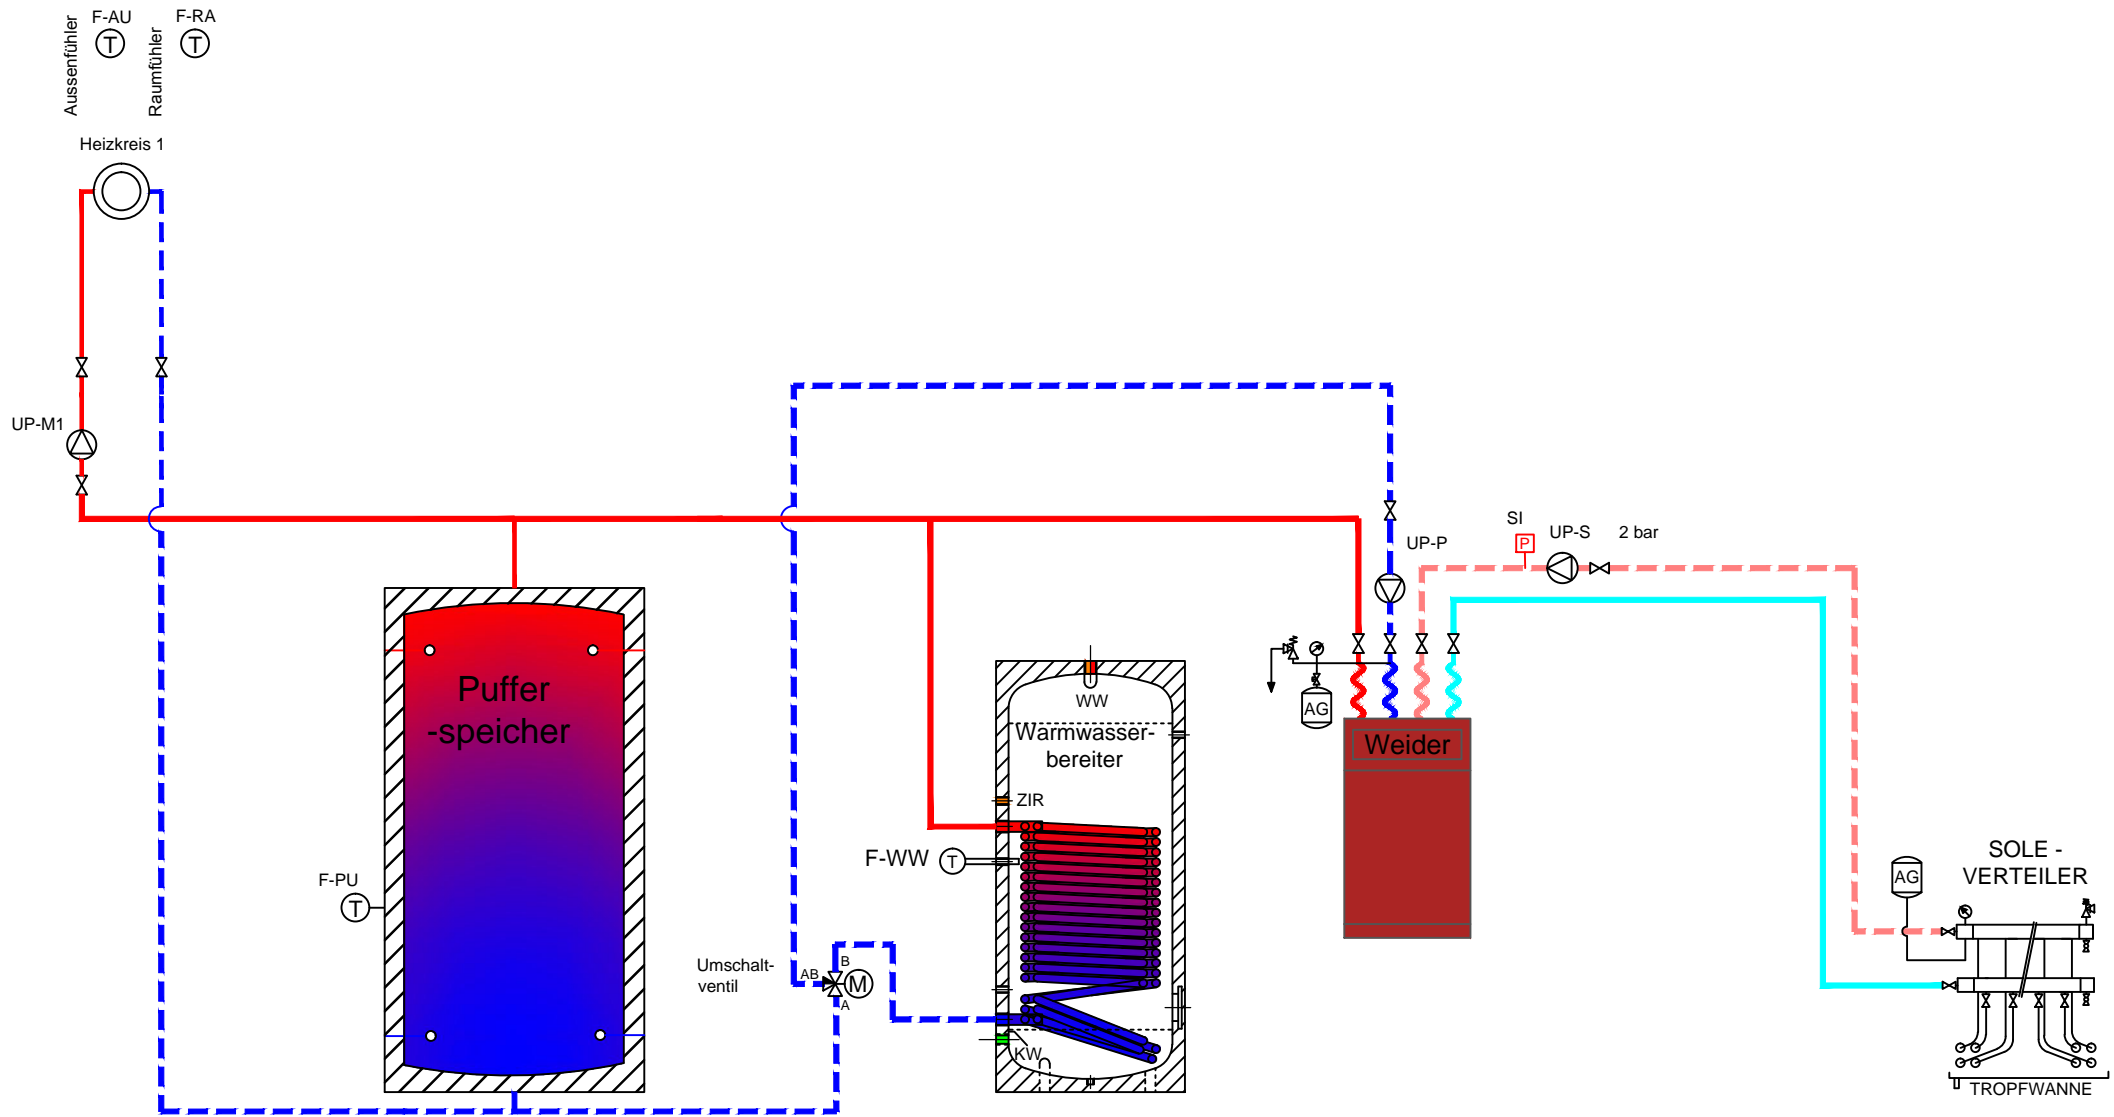 F-AU
F-RA
Aussenfühler
T
Raumfühler
T
Heizkreis 1
UP-M1
SI
P
UP-S
2 bar
UP-P
Puffer
-speicher
WW
AG
Weider
Warmwasser-
bereiter
ZIR
F-WW
T
F-PU
T
SOLE -
VERTEILER
AG
Umschalt-
ventil
AB
B
M
A
KW
TROPFWANNE